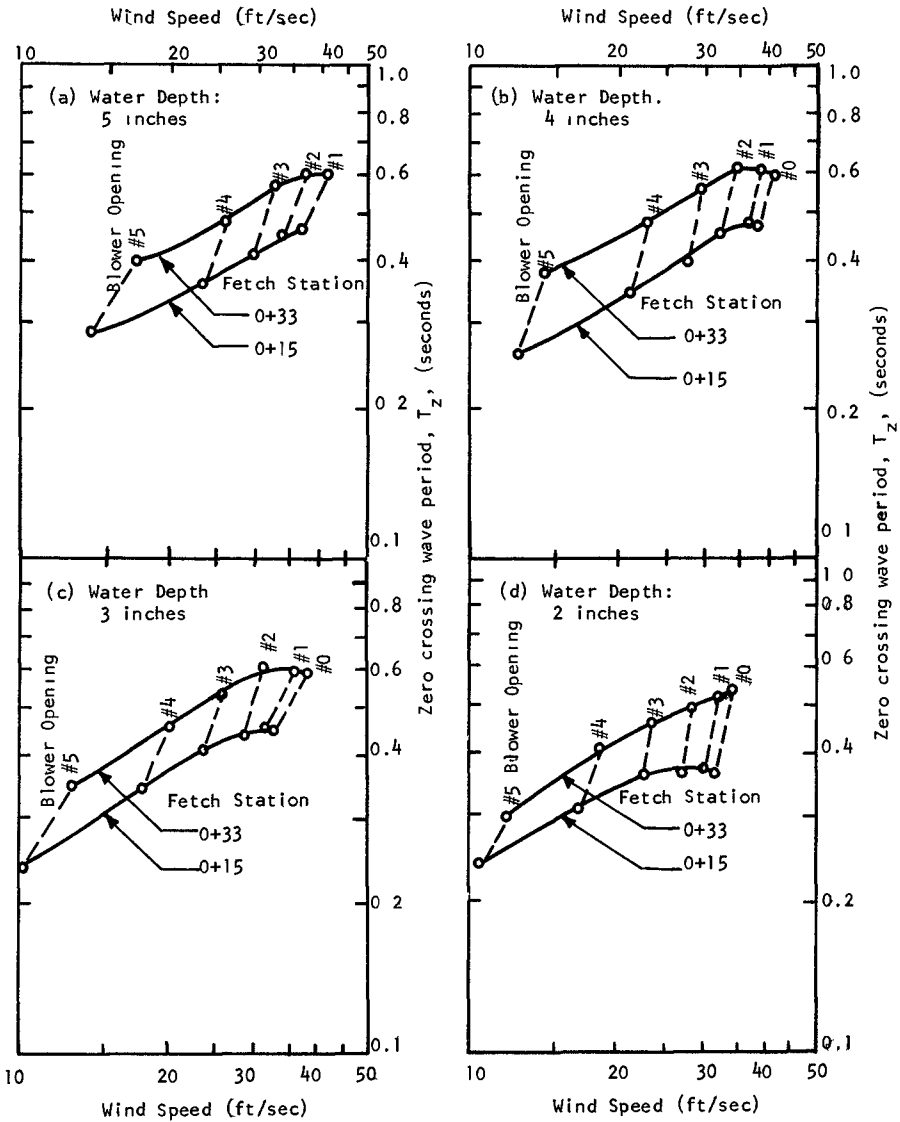 Wind Speed (ft/sec)
10 20 30 40 50
Wind Speed (ft/sec)
10 20 30 40 50
(a) Water Depth:
5 inches
Blower Opening
#5
#4
#3
#2
#1
Fetch Station
0+33
0+15
1.0
0.8
0.6
0.4
0 2
0.1
Zero crossing wave period, Tz, (seconds)
(b) Water Depth.
4 inches
Blower Opening
#5
#4
#3
#2
#1
#0
Fetch Station
0+33
0+15
1.0
0.8
0.6
0.4
0.2
0 1
Zero crossing wave period, Tz, (seconds)
(c) Water Depth
3 inches
Blower Opening
#5
#4
#3
#2
#1
#0
Fetch Station
0+33
0+15
0.8
0.6
0.4
0 2
0.1
(d) Water Depth:
2 inches
Blower Opening
#5
#4
#3
#2
#1
#0
Fetch Station
0+33
0+15
1 0
0.8
0 6
0.4
0.2
0.1
10 20 30 40 50
Wind Speed (ft/sec)
10 20 30 40 50
Wind Speed (ft/sec)